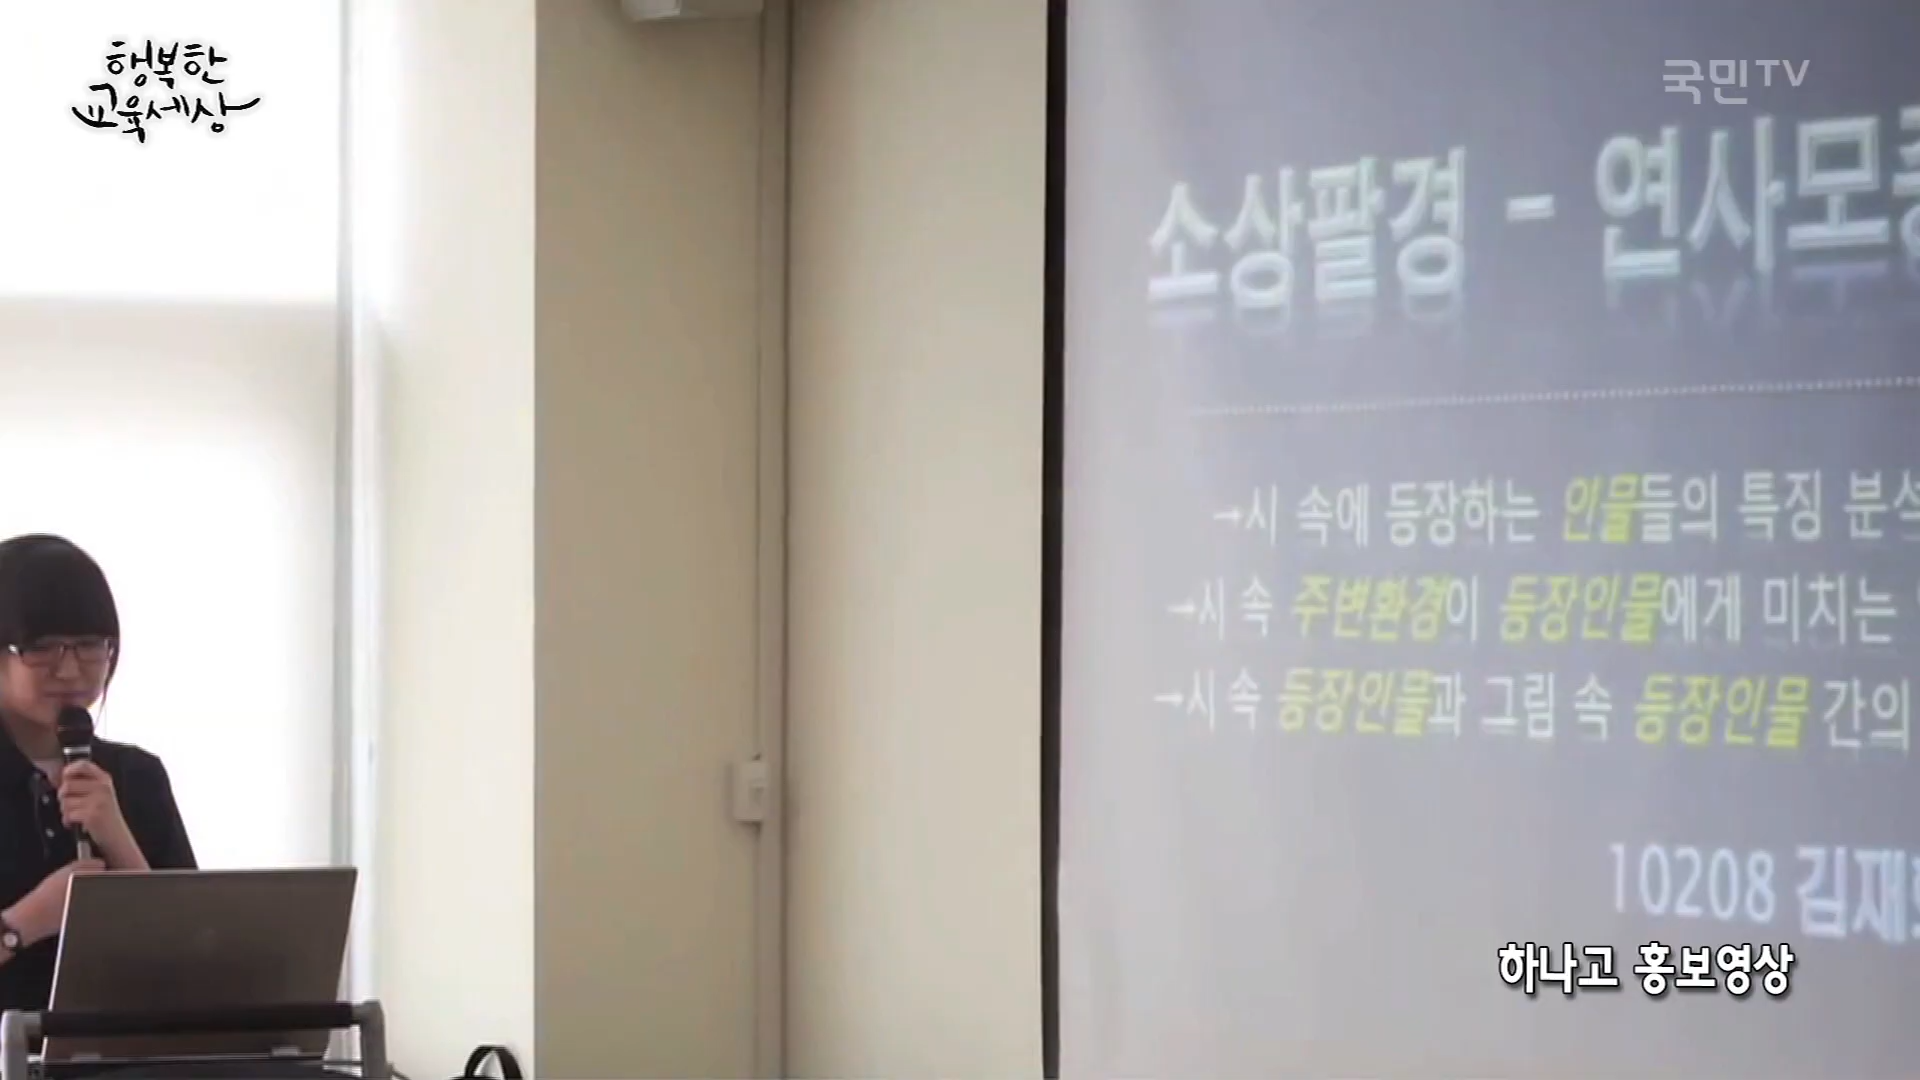 행복한
교육세상
국민TV
소상팔경 - 연사모종
→시 속에 등장하는 인물들의 특징 분석
→시 속 주변환경이 등장인물에게 미치는
→시 속 등장인물과 그림 속 등장인물 간의
10208 김재
하나고 홍보영상